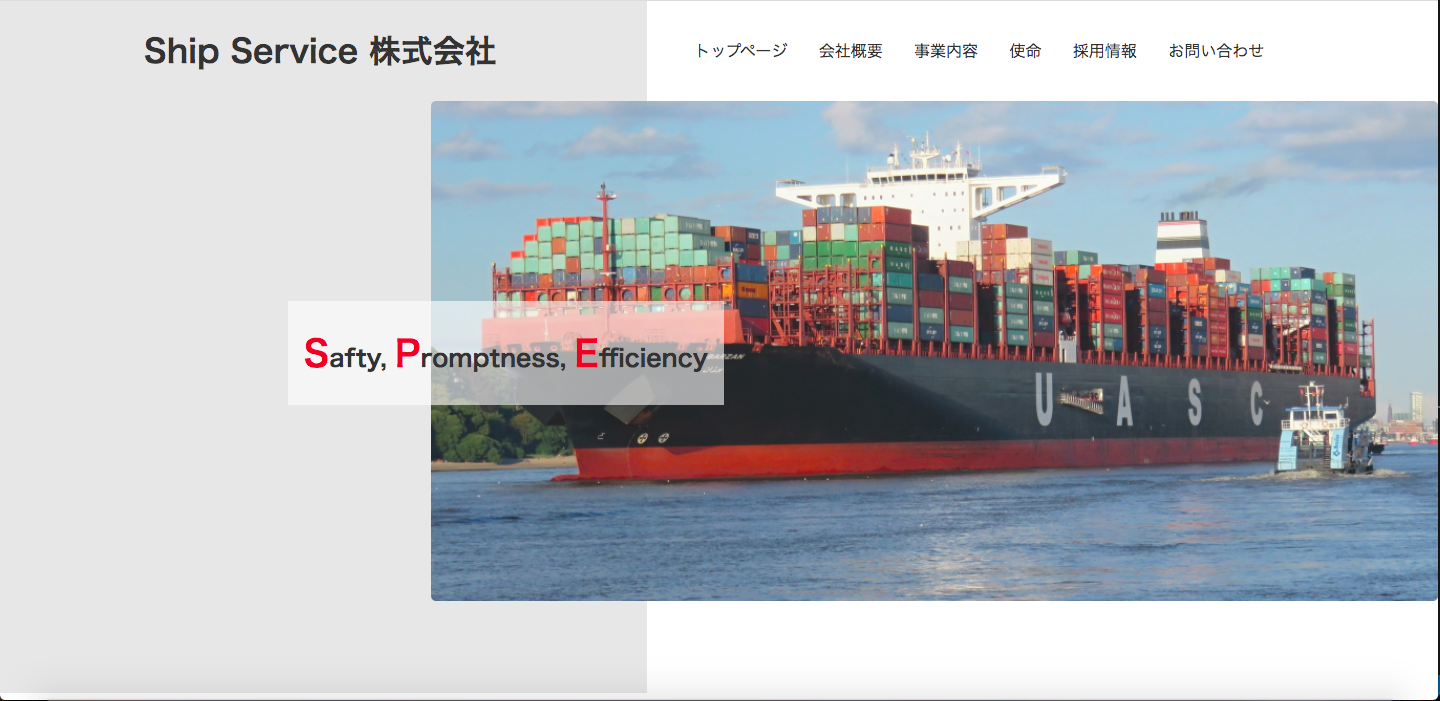 Ship Service 株式会社
トップページ 会社概要 事業内容 使命 採用情報 お問い合わせ
Safty, Promptness, Efficiency
UASC